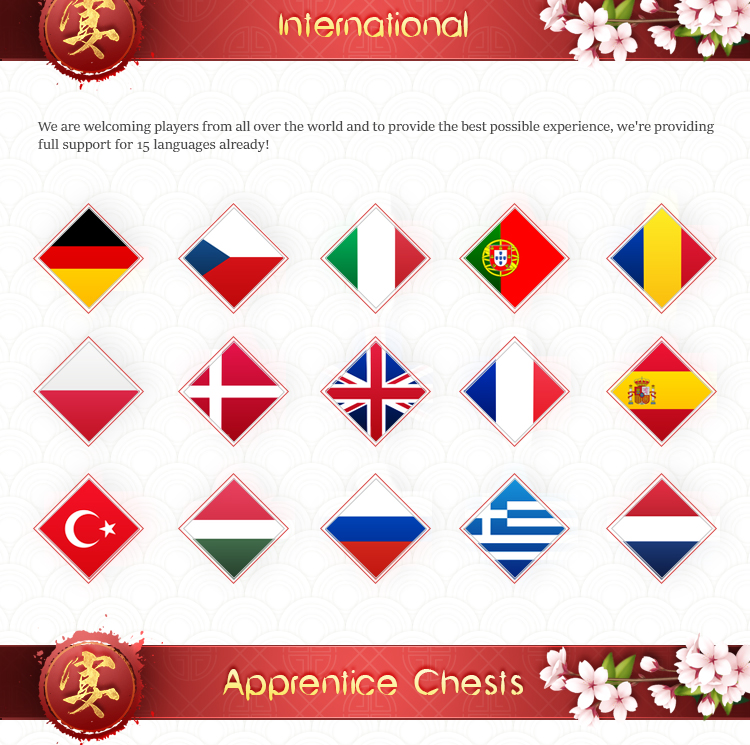 宴
International
We are welcoming players from all over the world and to provide the best possible experience, we're providing
full support for 15 languages already!
宴
Apprentice Chests